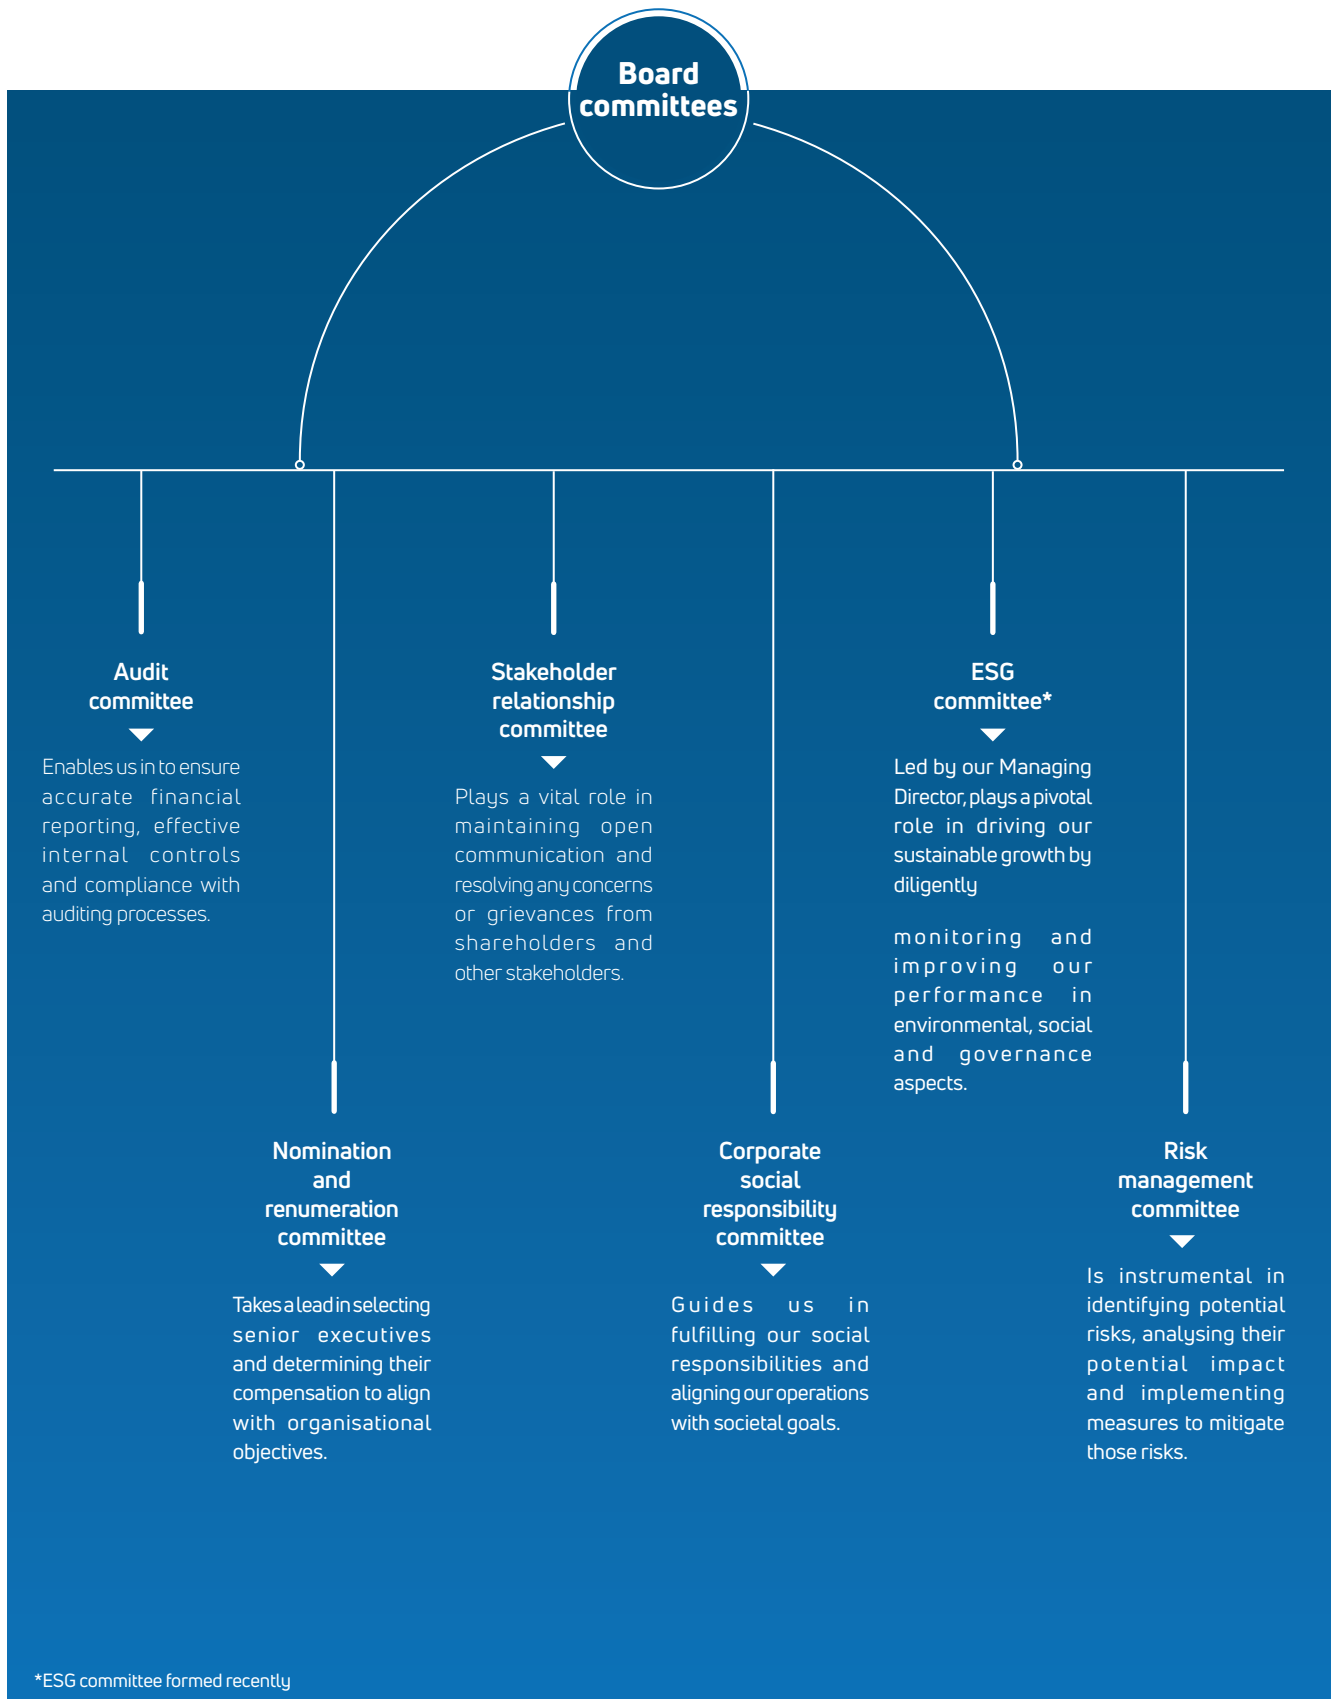 Board
committees
Audit
committee
Enables us in to ensure
accurate financial
reporting, effective
internal controls
and compliance with
auditing processes.
Nomination
and
renumeration
committee
Takes a lead in selecting
senior executives
and determining their
compensation to align
with organisational
objectives.
Stakeholder
relationship
committee
Plays a vital role in
maintaining open
communication and
resolving any concerns
or grievances from
shareholders and
other stakeholders.
Corporate
social
responsibility
committee
Guides us in
fulfilling our social
responsibilities and
aligning our operations
with societal goals.
ESG
committee*
Led by our Managing
Director, plays a pivotal
role in driving our
sustainable growth by
diligently
monitoring and
improving our
performance in
environmental, social
and governance
aspects.
Risk
management
committee
Is instrumental in
identifying potential
risks, analysing their
potential impact
and implementing
measures to mitigate
those risks.
*ESG committee formed recently